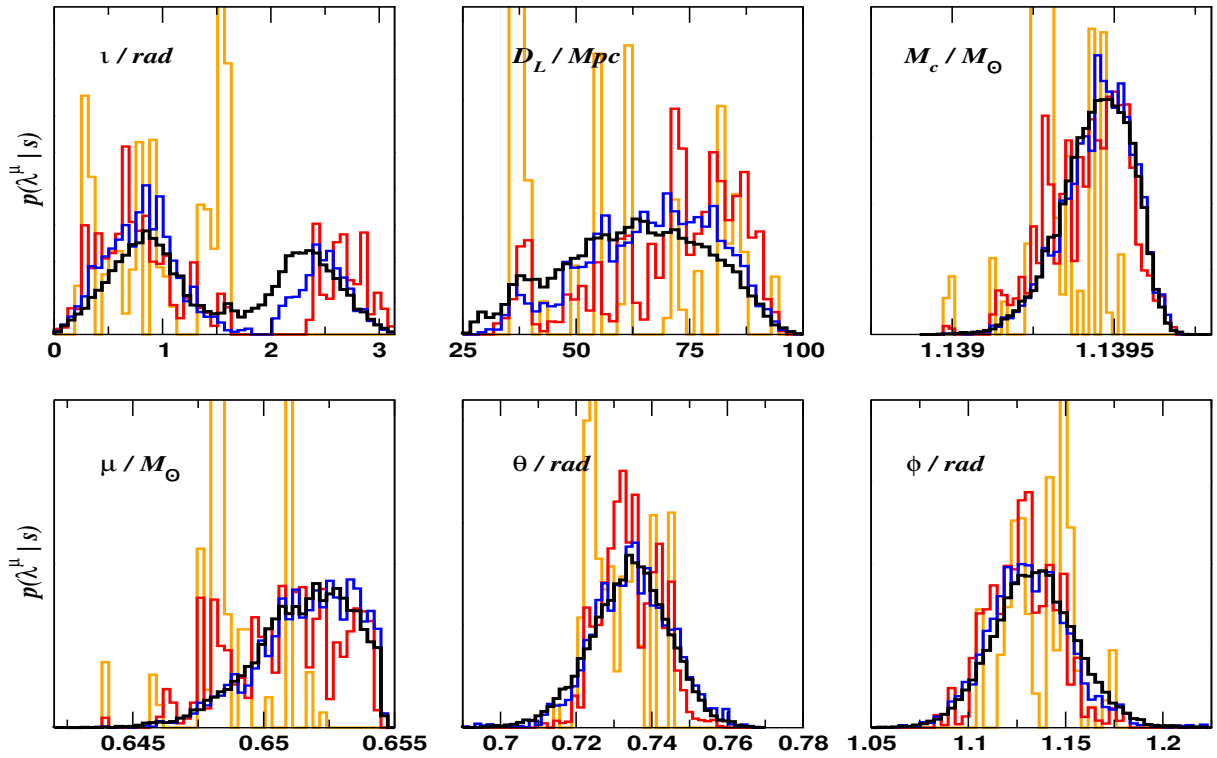 ι / rad
D_L / Mpc
M_c / M_⊙
p(λ^μ | s)
0 1 2 3
25 50 75 100
1.139 1.1395
μ / M_⊙
θ / rad
ϕ / rad
p(λ^μ | s)
0.645 0.65 0.655
0.7 0.72 0.74 0.76 0.78
1.05 1.1 1.15 1.2